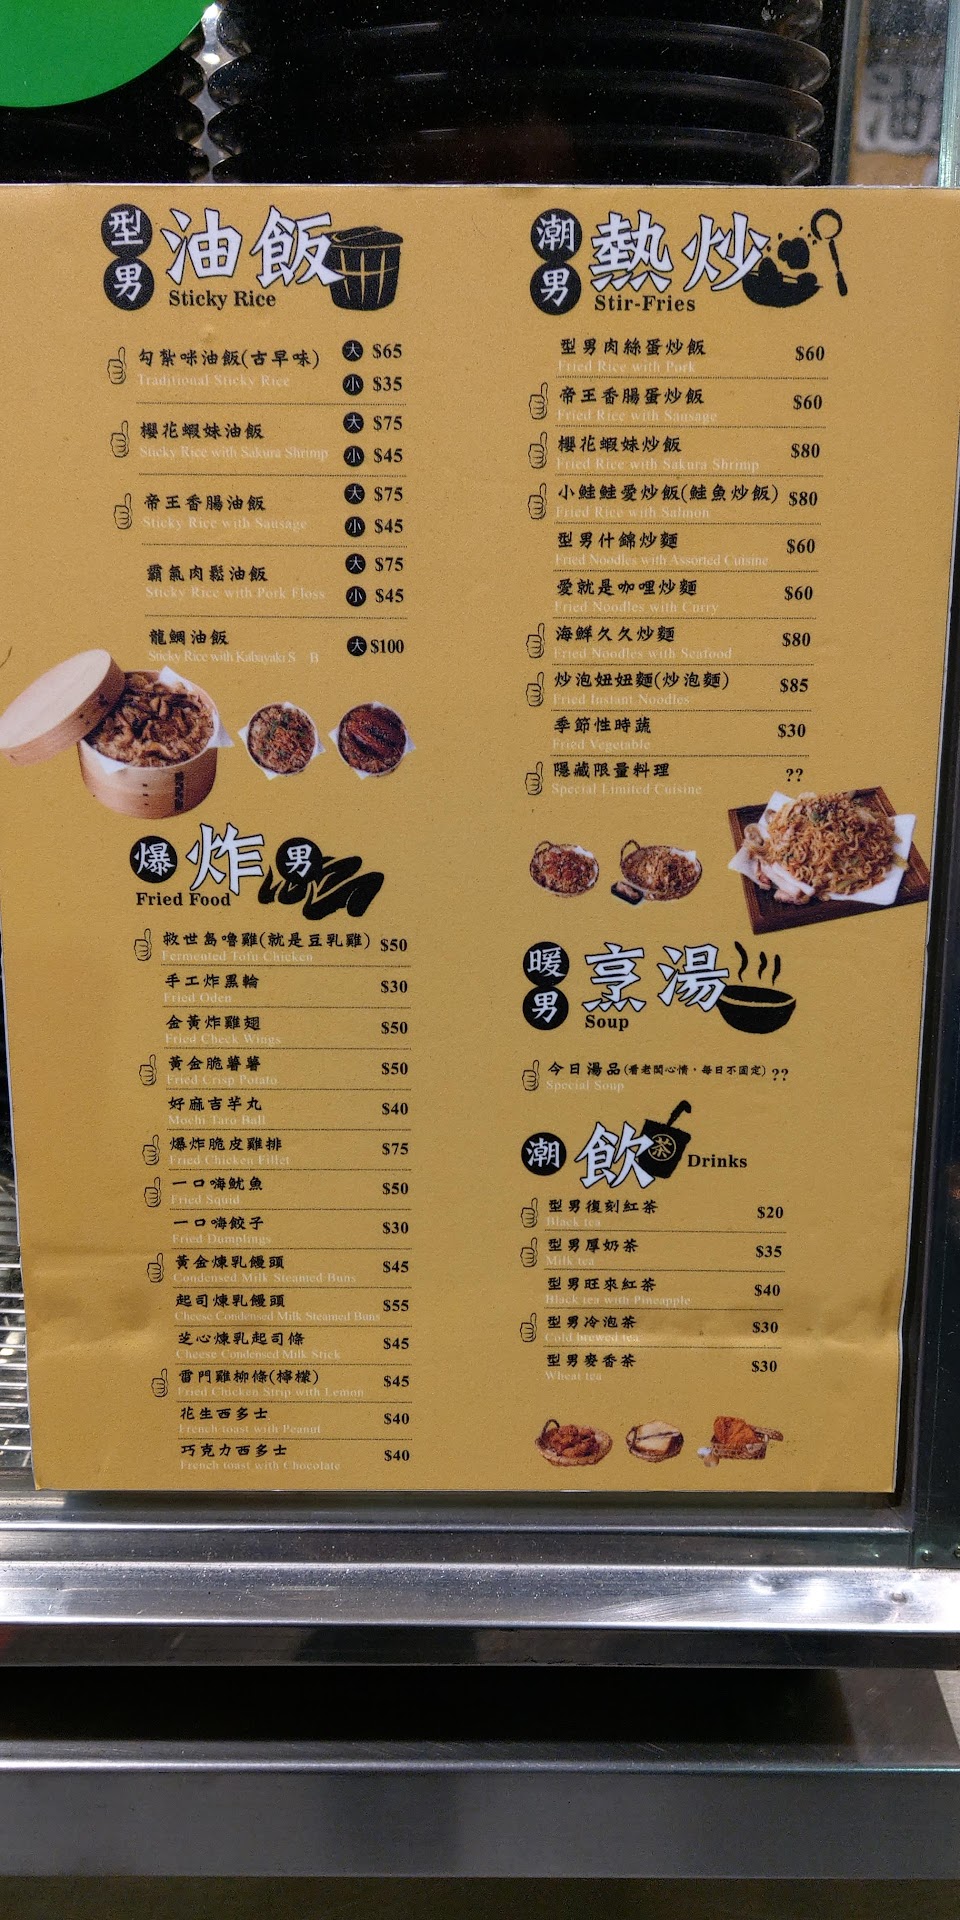 型男 油飯
Sticky Rice
勾紮咪油飯(古早味) 大 $65
Traditional Sticky Rice 小 $35
櫻花蝦妹油飯 大 $75
Sticky Rice with Sakura Shrimp 小 $45
帝王香腸油飯 大 $75
Sticky Rice with Sausage 小 $45
霸氣肉鬆油飯 大 $75
Sticky Rice with Pork Floss 小 $45
龍鯛油飯 大 $100
Sticky Rice with Kabayaki S B
爆炸男
Fried Food
救世島嚕雞(就是豆乳雞) $50
Fermented Tofu Chicken
手工炸黑輪 $30
Fried Oden
金黃炸雞翅 $50
Fried Check Wings
黃金脆薯薯 $50
Fried Crisp Potato
好麻吉芋丸 $40
Mochi Taro Ball
爆炸脆皮雞排 $75
Fried Chicken Fillet
一口嗨魷魚 $50
Fried Squid
一口嗨餃子 $30
Fried Dumplings
黃金煉乳饅頭 $45
Condensed Milk Steamed Buns
起司煉乳饅頭 $55
Cheese Condensed Milk Steamed Buns
芝心煉乳起司條 $45
Cheese Condensed Milk Stick
雷門雞柳條(檸檬) $45
Fried Chicken Strip with Lemon
花生西多士 $40
French toast with Peanut
巧克力西多士 $40
French toast with Chocolate
潮男 熱炒
Stir-Fries
型男肉絲蛋炒飯 $60
Fried Rice with Pork
帝王香腸蛋炒飯 $60
Fried Rice with Sausage
櫻花蝦妹炒飯 $80
Fried Rice with Sakura Shrimp
小鮭鮭愛炒飯(鮭魚炒飯) $80
Fried Rice with Salmon
型男什錦炒麵 $60
Fried Noodles with Assorted Cuisine
愛就是咖哩炒麵 $60
Fried Noodles with Curry
海鮮久久炒麵 $80
Fried Noodles with Seafood
炒泡妞妞麵(炒泡麵) $85
Fried Instant Noodles
季節性時蔬 $30
Fried Vegetable
隱藏限量料理 ??
Special Limited Cuisine
暖男 烹湯
Soup
今日湯品(看老闆心情，每日不固定) ??
Special Soup
潮 飲 茶 Drinks
型男復刻紅茶 $20
Black tea
型男厚奶茶 $35
Milk tea
型男旺來紅茶 $40
Black tea with Pineapple
型男冷泡茶 $30
Cold brewed tea
型男麥香茶 $30
Wheat tea
油